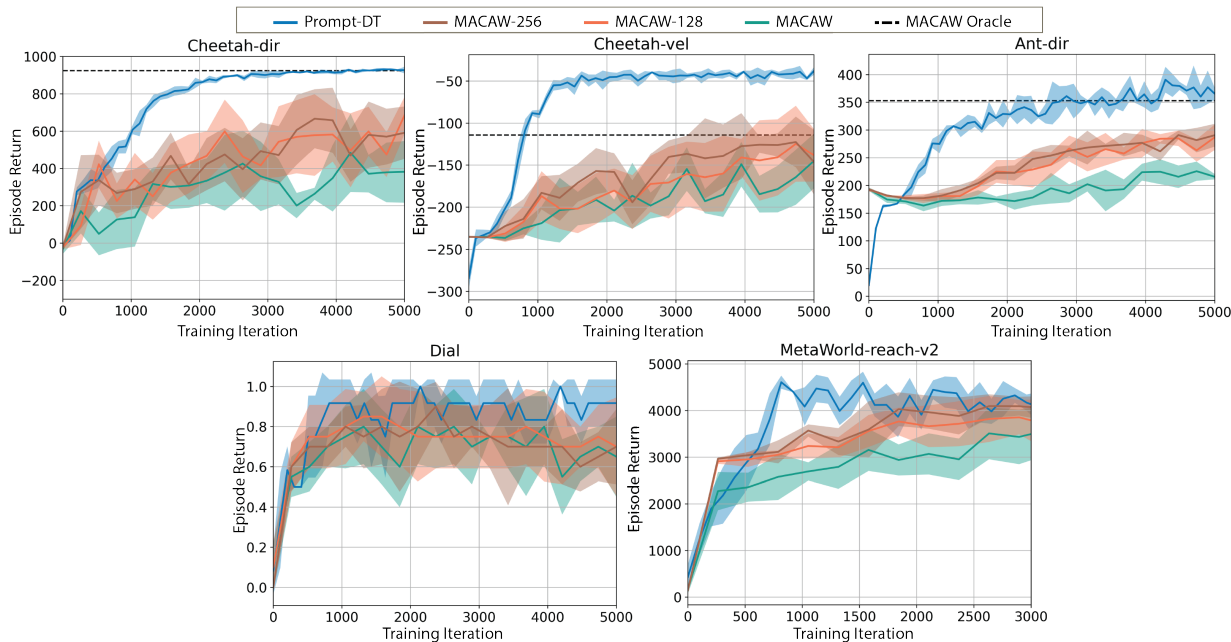 Prompt-DT MACAW-256 MACAW-128 MACAW MACAW Oracle
Cheetah-dir
1000
800
600
400
200
0
−200
Episode Return
0 1000 2000 3000 4000 5000
Training Iteration
Cheetah-vel
−50
−100
−150
−200
−250
−300
Episode Return
0 1000 2000 3000 4000 5000
Training Iteration
Ant-dir
400
350
300
250
200
150
100
50
0
Episode Return
0 1000 2000 3000 4000 5000
Training Iteration
Dial
1.0
0.8
0.6
0.4
0.2
0.0
Episode Return
0 1000 2000 3000 4000 5000
Training Iteration
MetaWorld-reach-v2
5000
4000
3000
2000
1000
0
Episode Return
0 500 1000 1500 2000 2500 3000
Training Iteration